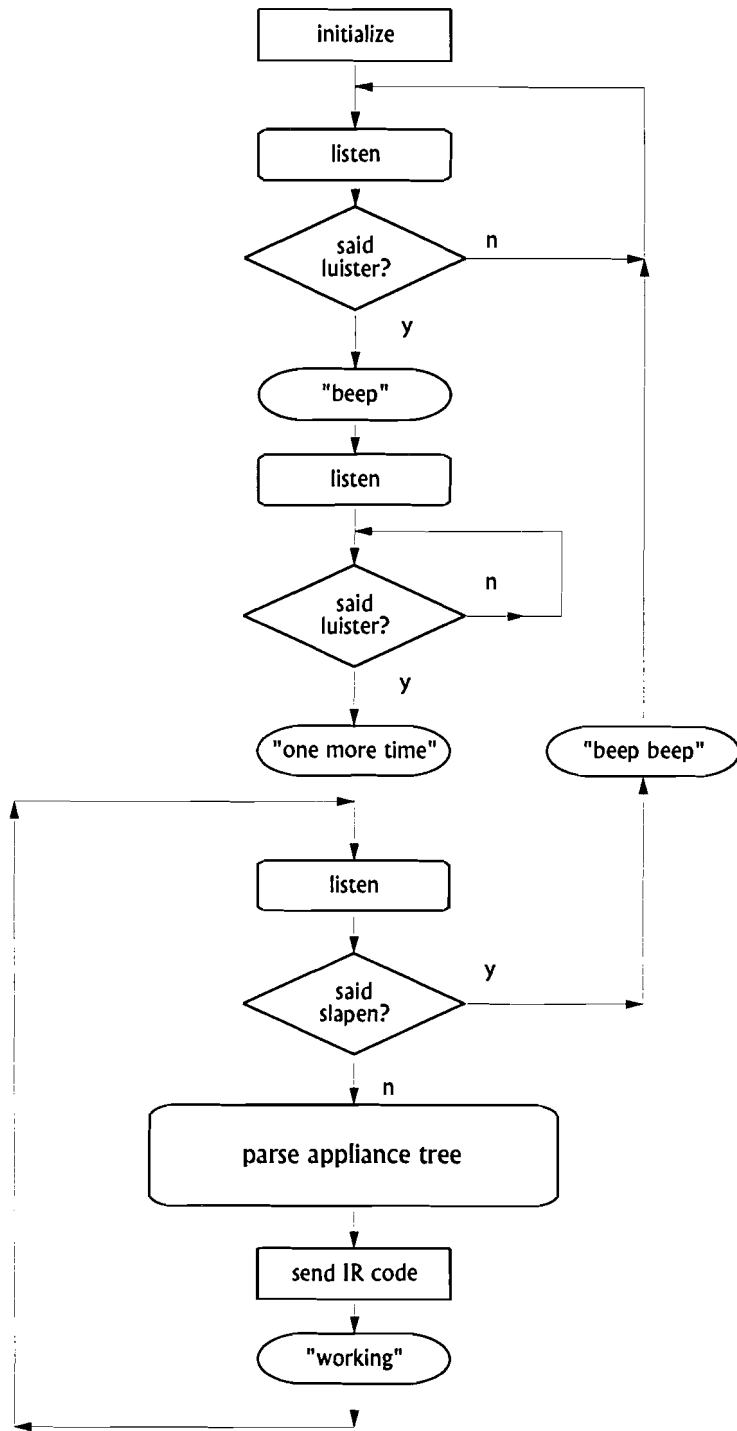 initialize
listen
said
luister?
n
y
"beep"
listen
said
luister?
n
y
"one more time"
"beep beep"
listen
said
slapen?
y
n
parse appliance tree
send IR code
"working"